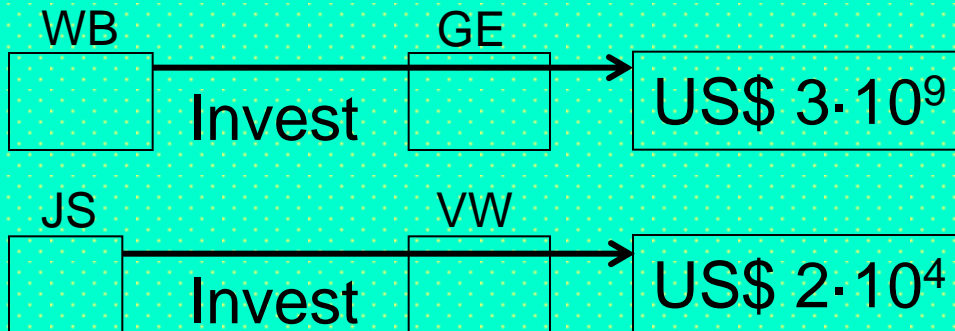 WB GE
Invest US$ 3·10⁹
JS VW
Invest US$ 2·10⁴